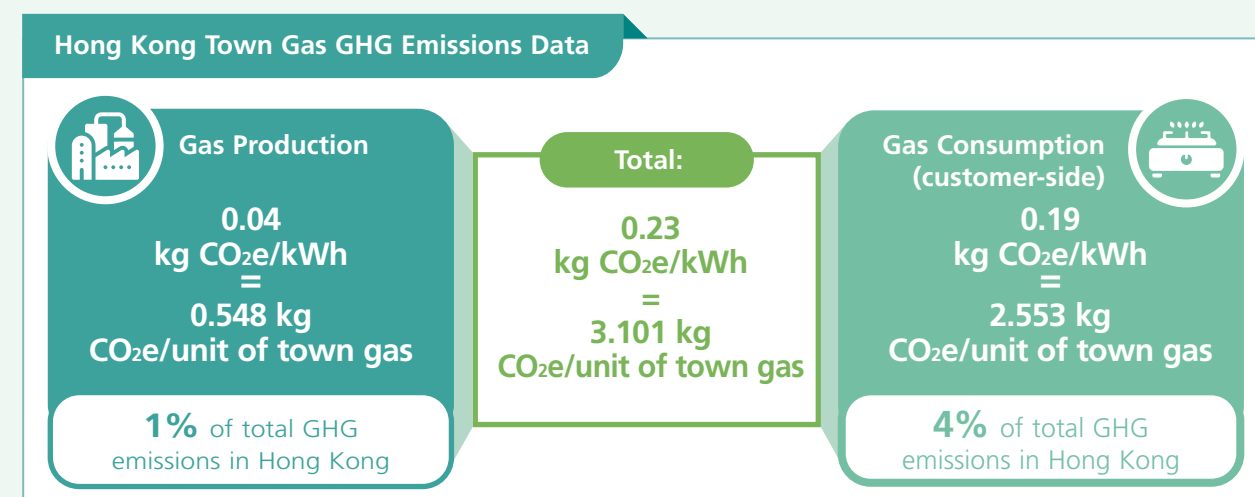 Hong Kong Town Gas GHG Emissions Data
Gas Production
0.04
kg CO₂e/kWh
=
0.548 kg
CO₂e/unit of town gas
1% of total GHG
emissions in Hong Kong
Total:
0.23
kg CO₂e/kWh
=
3.101 kg
CO₂e/unit of town gas
Gas Consumption
(customer-side)
0.19
kg CO₂e/kWh
=
2.553 kg
CO₂e/unit of town gas
4% of total GHG
emissions in Hong Kong